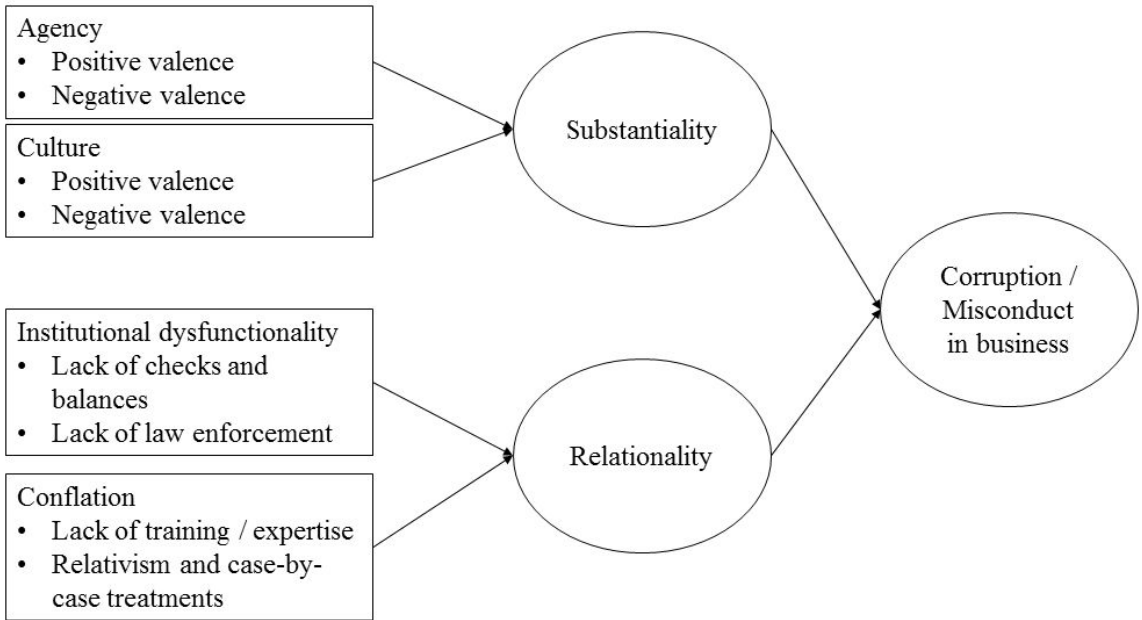 Agency
• Positive valence
• Negative valence
Culture
• Positive valence
• Negative valence
Substantiality
Institutional dysfunctionality
• Lack of checks and
balances
• Lack of law enforcement
Conflation
• Lack of training / expertise
• Relativism and case-by-
case treatments
Relationality
Corruption /
Misconduct
in business